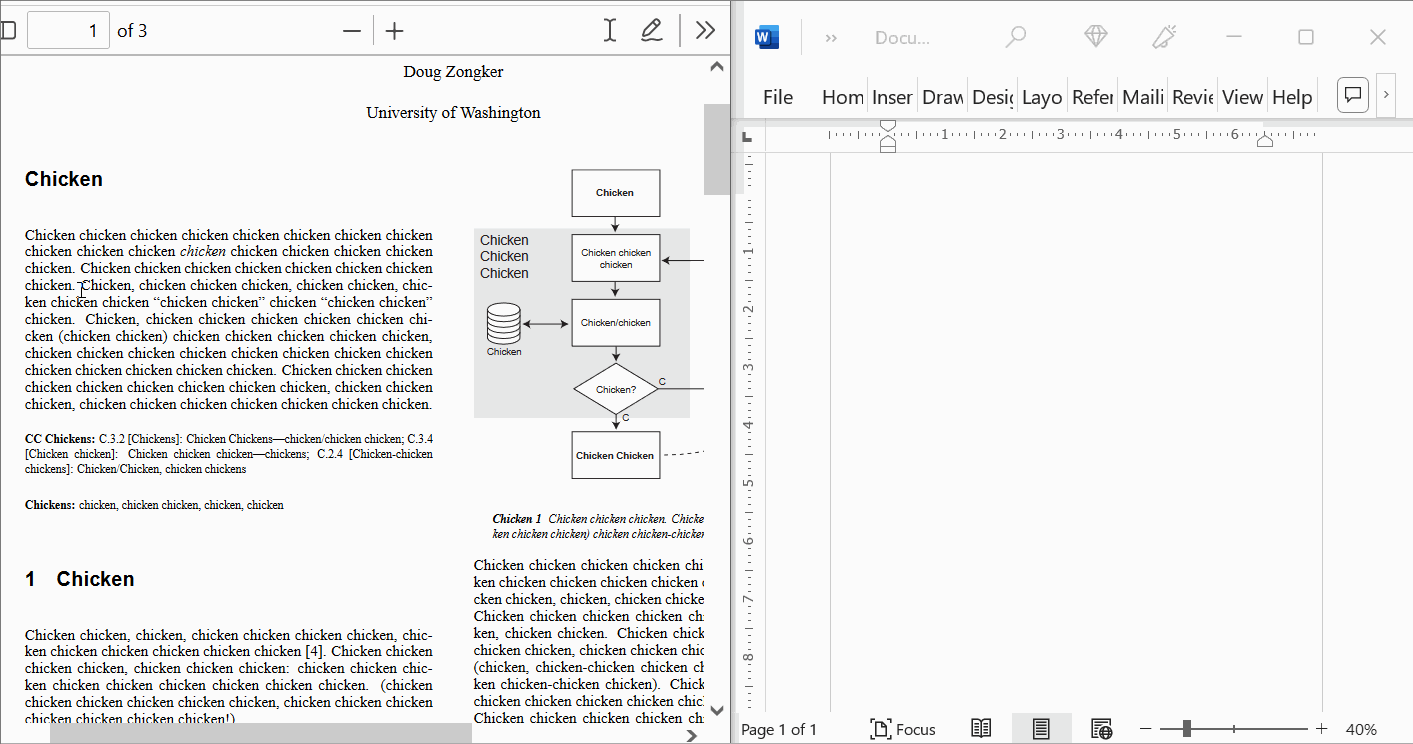 1 of 3
Doug Zongker
University of Washington
Chicken
Chicken chicken chicken chicken chicken chicken chicken chicken
chicken chicken chicken chicken chicken chicken chicken chicken
chicken. Chicken chicken chicken chicken chicken chicken chicken
chicken. Chicken, chicken chicken chicken, chicken chicken, chic-
ken chicken chicken “chicken chicken” chicken “chicken chicken”
chicken. Chicken, chicken chicken chicken chicken chicken chi-
cken (chicken chicken) chicken chicken chicken chicken chicken,
chicken chicken chicken chicken chicken chicken chicken chicken
chicken chicken chicken chicken chicken. Chicken chicken chicken
chicken chicken chicken chicken chicken chicken, chicken chicken
chicken, chicken chicken chicken chicken chicken chicken chicken.
CC Chickens: C.3.2 [Chickens]: Chicken Chickens—chicken/chicken chicken; C.3.4
[Chicken chicken]: Chicken chicken chicken—chickens; C.2.4 [Chicken-chicken
chickens]: Chicken/Chicken, chicken chickens
Chickens: chicken, chicken chicken, chicken, chicken
1 Chicken
Chicken chicken, chicken, chicken chicken chicken chicken, chic-
ken chicken chicken chicken chicken chicken [4]. Chicken chicken
chicken chicken, chicken chicken chicken: chicken chicken chic-
ken chicken chicken chicken chicken chicken chicken. (chicken
chicken chicken chicken chicken chicken, chicken chicken chicken
chicken chicken chicken chicken!)
Chicken
Chicken
Chicken
Chicken
Chicken chicken
chicken
Chicken/chicken
Chicken
Chicken?
C
C
Chicken Chicken
Chicken 1 Chicken chicken chicken. Chicke
ken chicken chicken) chicken chicken-chicken
Chicken chicken chicken chicken chi
ken chicken chicken chicken chicken
cken chicken, chicken, chicken chicke
Chicken chicken chicken chicken ch
ken, chicken chicken. Chicken chick
chicken chicken, chicken chicken chic
(chicken, chicken-chicken chicken ch
ken chicken-chicken chicken). Chick
chicken chicken chicken chicken chic
Chicken chicken chicken chicken ch
W
Docu...
File Hom Inser Draw Desig Layo Refer Maili Revie View Help
1 2 3 4 5 6
1
2
3
4
5
6
7
8
Page 1 of 1 Focus 40%